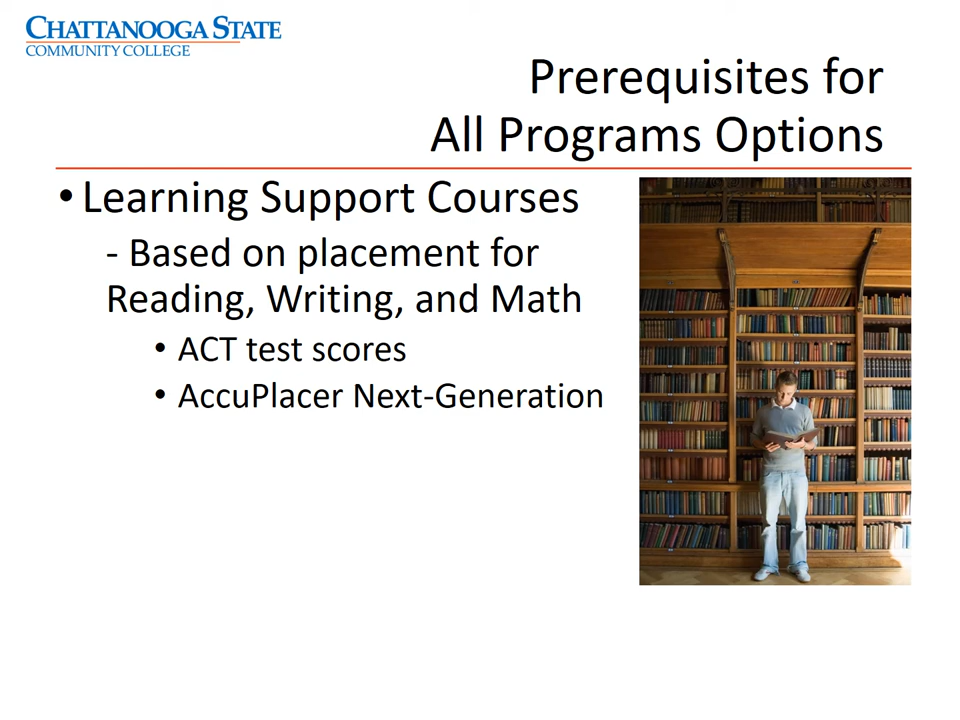 CHATTANOOGA STATE
COMMUNITY COLLEGE
Prerequisites for
All Programs Options
• Learning Support Courses
- Based on placement for
Reading, Writing, and Math
• ACT test scores
• AccuPlacer Next-Generation